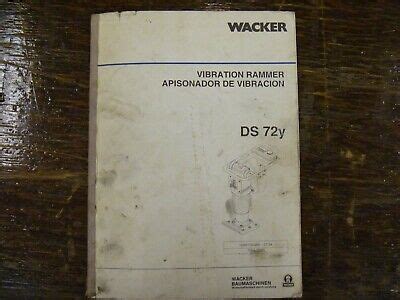 WACKER
VIBRATION RAMMER
APISONADOR DE VIBRACION
DS 72y
WACKER
BAUMASCHINEN